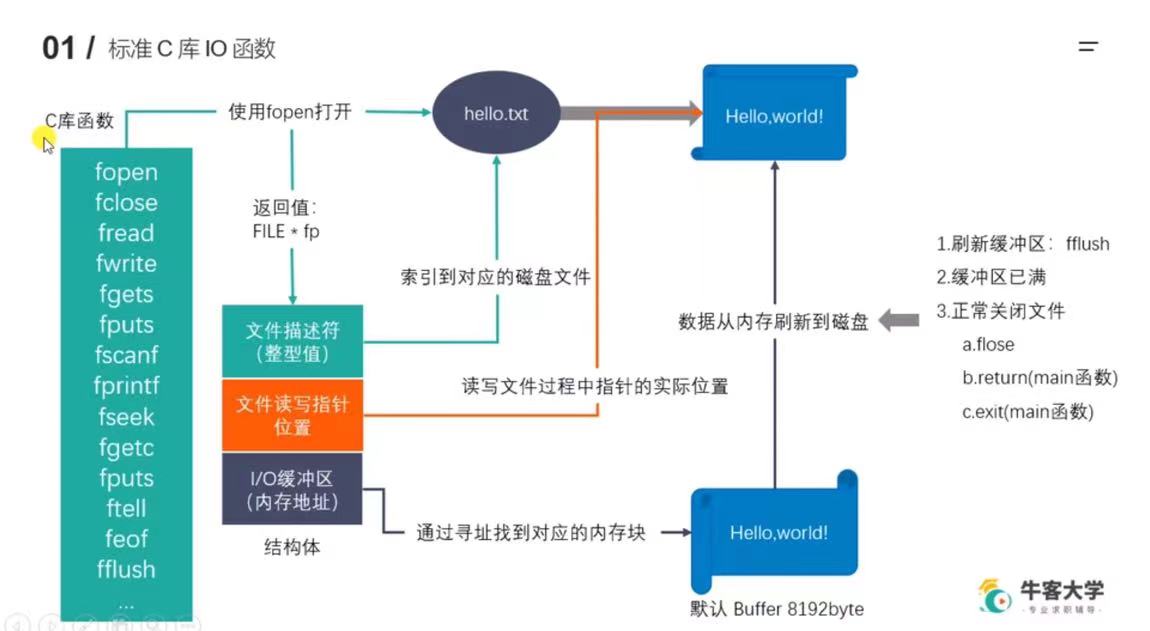 01 / 标准 C 库 IO 函数
C库函数
使用fopen打开
hello.txt
Hello,world!
fopen
fclose
fread
fwrite
fgets
fputs
fscanf
fprintf
fseek
fgetc
fputs
ftell
feof
fflush
...
返回值：
FILE * fp
文件描述符
（整型值）
文件读写指针
位置
I/O缓冲区
（内存地址）
结构体
索引到对应的磁盘文件
读写文件过程中指针的实际位置
通过寻址找到对应的内存块
数据从内存刷新到磁盘
1.刷新缓冲区：fflush
2.缓冲区已满
3.正常关闭文件
a.flose
b.return(main函数)
c.exit(main函数)
Hello,world!
默认 Buffer 8192byte
牛客大学
·专业求职辅导·